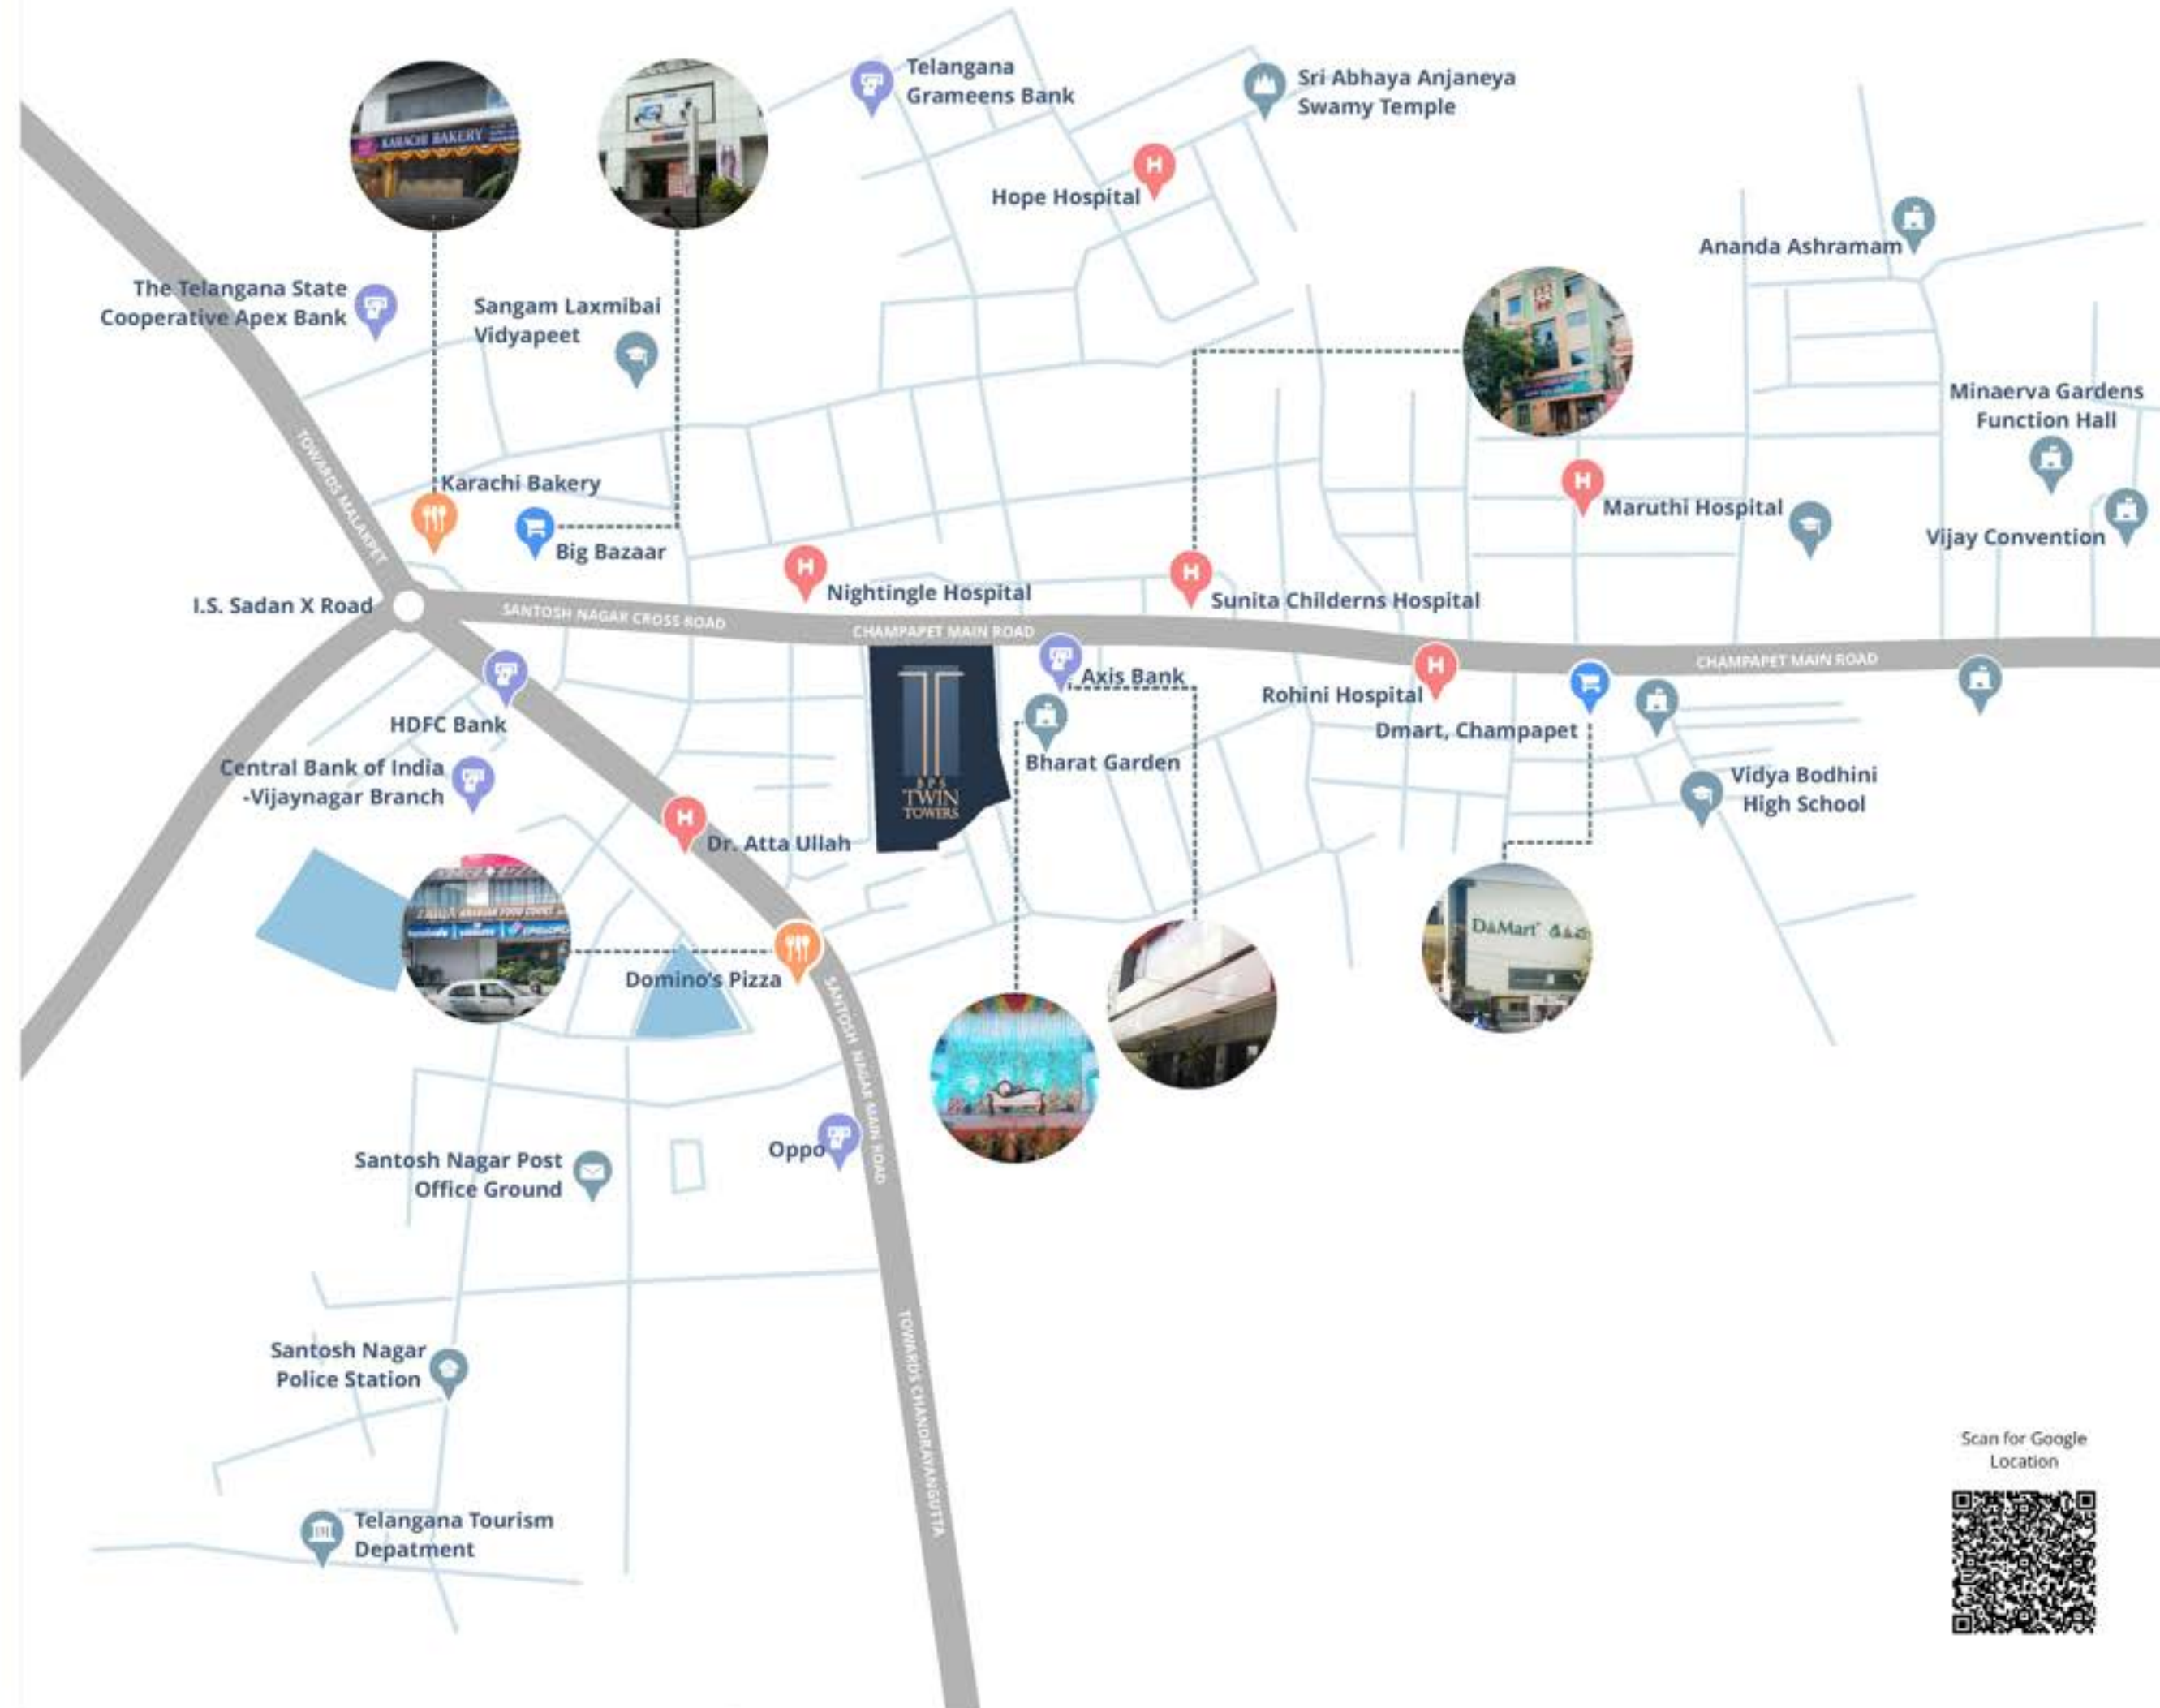 Telangana
Grameens Bank
Sri Abhaya Anjaneya
Swamy Temple
KARACHI BAKERY
Hope Hospital
Ananda Ashramam
The Telangana State
Cooperative Apex Bank
Sangam Laxmibai
Vidyapeet
Minaerva Gardens
Function Hall
TOWARDS MALAKPET
Karachi Bakery
Big Bazaar
Maruthi Hospital
Vijay Convention
Nightingle Hospital
Sunita Childerns Hospital
I.S. Sadan X Road
SANTOSH NAGAR CROSS ROAD
CHAMPAPET MAIN ROAD
CHAMPAPET MAIN ROAD
Axis Bank
Rohini Hospital
HDFC Bank
Dmart, Champapet
Bharat Garden
Central Bank of India
-Vijaynagar Branch
Vidya Bodhini
High School
TWIN
TOWERS
Dr. Atta Ullah
DMart
Domino's Pizza
SANTOSH NAGAR MAIN ROAD
Oppo
Santosh Nagar Post
Office Ground
Santosh Nagar
Police Station
TOWARDS CHANDRAYANGUTTA
Scan for Google
Location
Telangana Tourism
Depatment